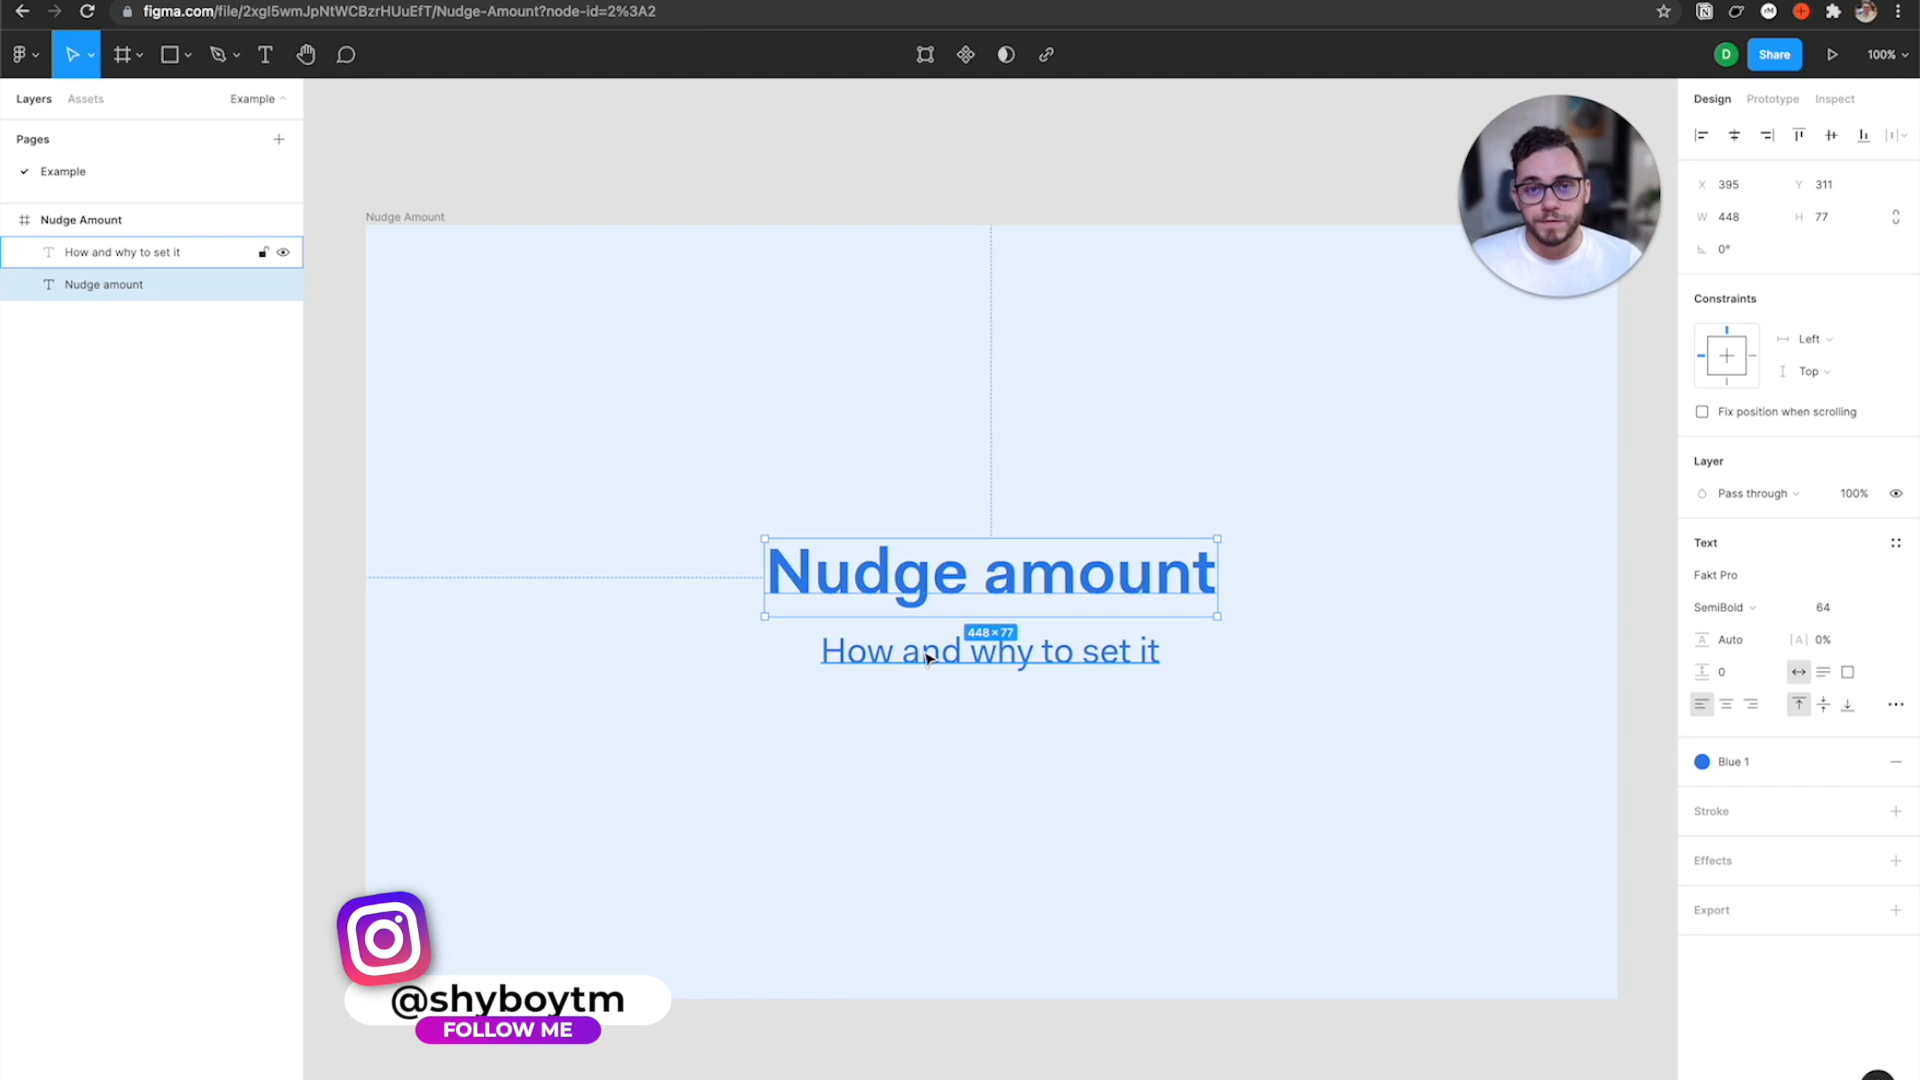 figma.com/file/2xgI5wmJpNtWCBzrHUuEfT/Nudge-Amount?node-id=2%3A2
D
Share
100%
Layers
Assets
Example
Design
Prototype
Inspect
Pages
Example
X 395
Y 311
W 448
H 77
0°
Nudge Amount
How and why to set it
Nudge amount
Nudge Amount
Constraints
Left
Top
Fix position when scrolling
Layer
Pass through
100%
Nudge amount
448 × 77
How and why to set it
Text
Fakt Pro
SemiBold
64
Auto
|A| 0%
0
Blue 1
Stroke
Effects
Export
@shyboytm
FOLLOW ME